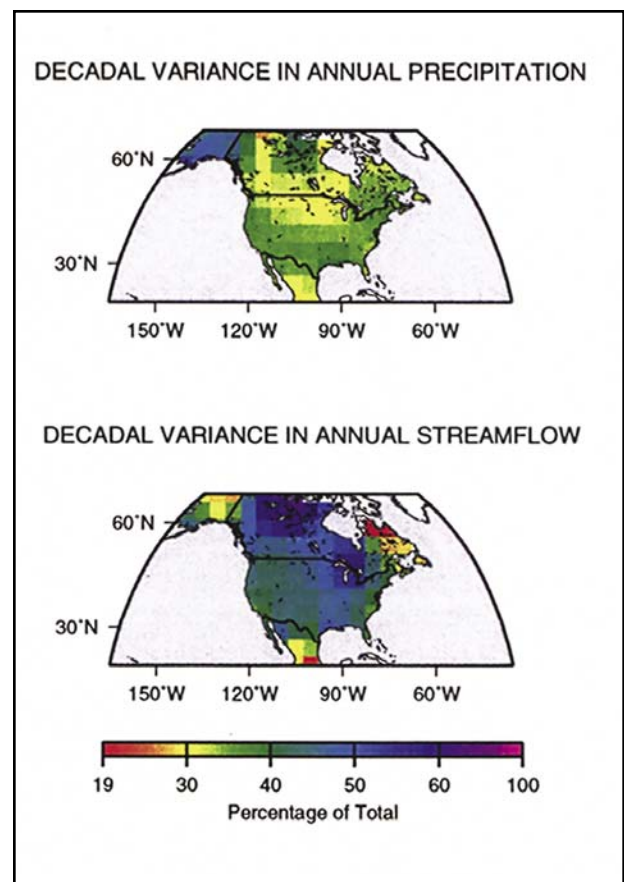 DECADAL VARIANCE IN ANNUAL PRECIPITATION
60°N
30°N
150°W 120°W 90°W 60°W
DECADAL VARIANCE IN ANNUAL STREAMFLOW
60°N
30°N
150°W 120°W 90°W 60°W
19 30 40 50 60 100
Percentage of Total